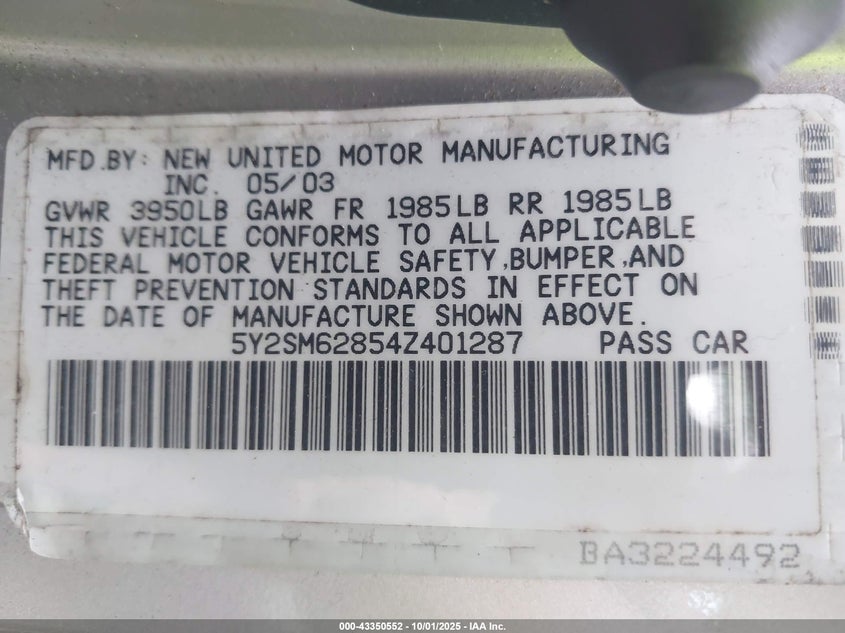 MFD.BY: NEW UNITED MOTOR MANUFACTURING
INC. 05/03
GVWR 3950LB GAWR FR 1985LB RR 1985LB
THIS VEHICLE CONFORMS TO ALL APPLICABLE
FEDERAL MOTOR VEHICLE SAFETY,BUMPER,AND
THEFT PREVENTION STANDARDS IN EFFECT ON
THE DATE OF MANUFACTURE SHOWN ABOVE.
5Y2SM62854Z401287 PASS CAR
BA3224492
000-43350552 | 10/01/2025 - IAA Inc.